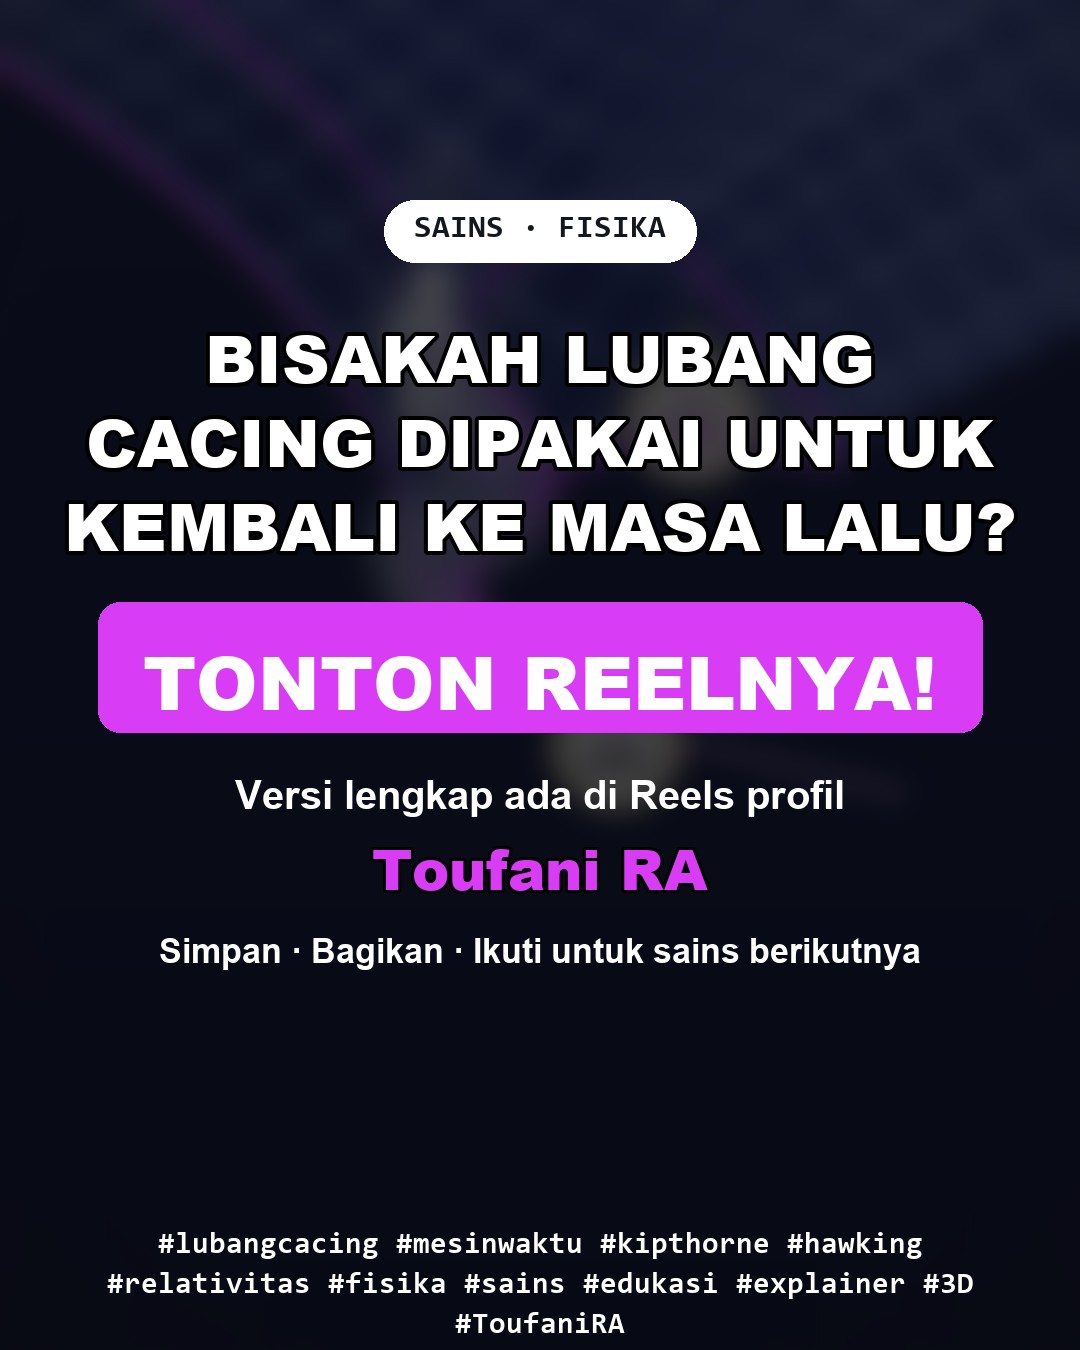 SAINS · FISIKA
BISAKAH LUBANG
CACING DIPAKAI UNTUK
KEMBALI KE MASA LALU?
TONTON REELNYA!
Versi lengkap ada di Reels profil
Toufani RA
Simpan · Bagikan · Ikuti untuk sains berikutnya
#lubangcacing #mesinwaktu #kipthorne #hawking
#relativitas #fisika #sains #edukasi #explainer #3D
#ToufaniRA